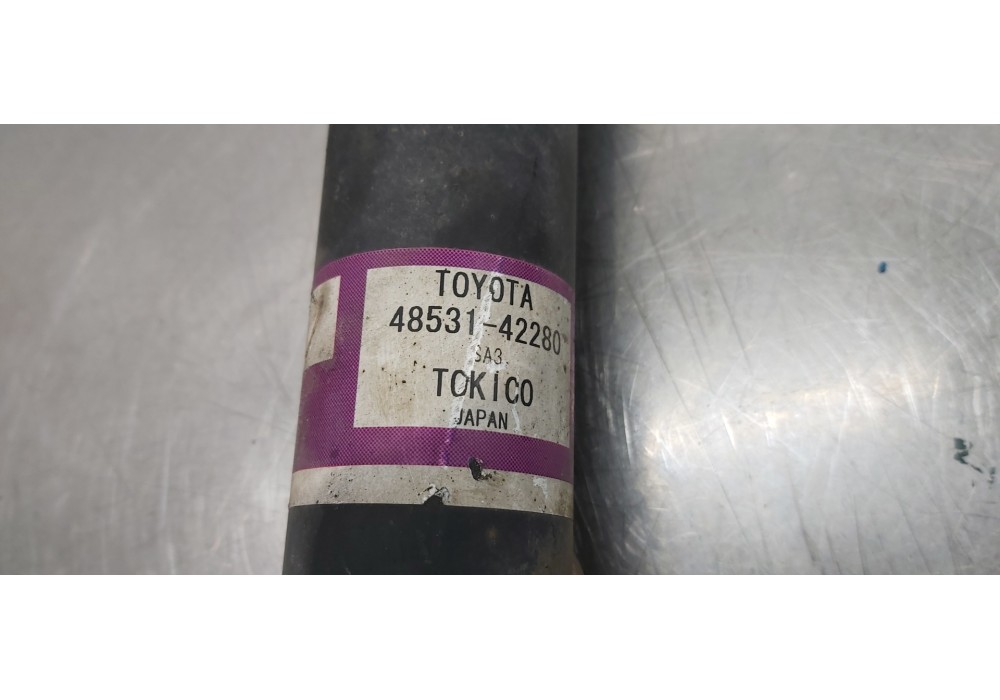 TOYOTA
48531-42280
SA3
TOKICO
JAPAN